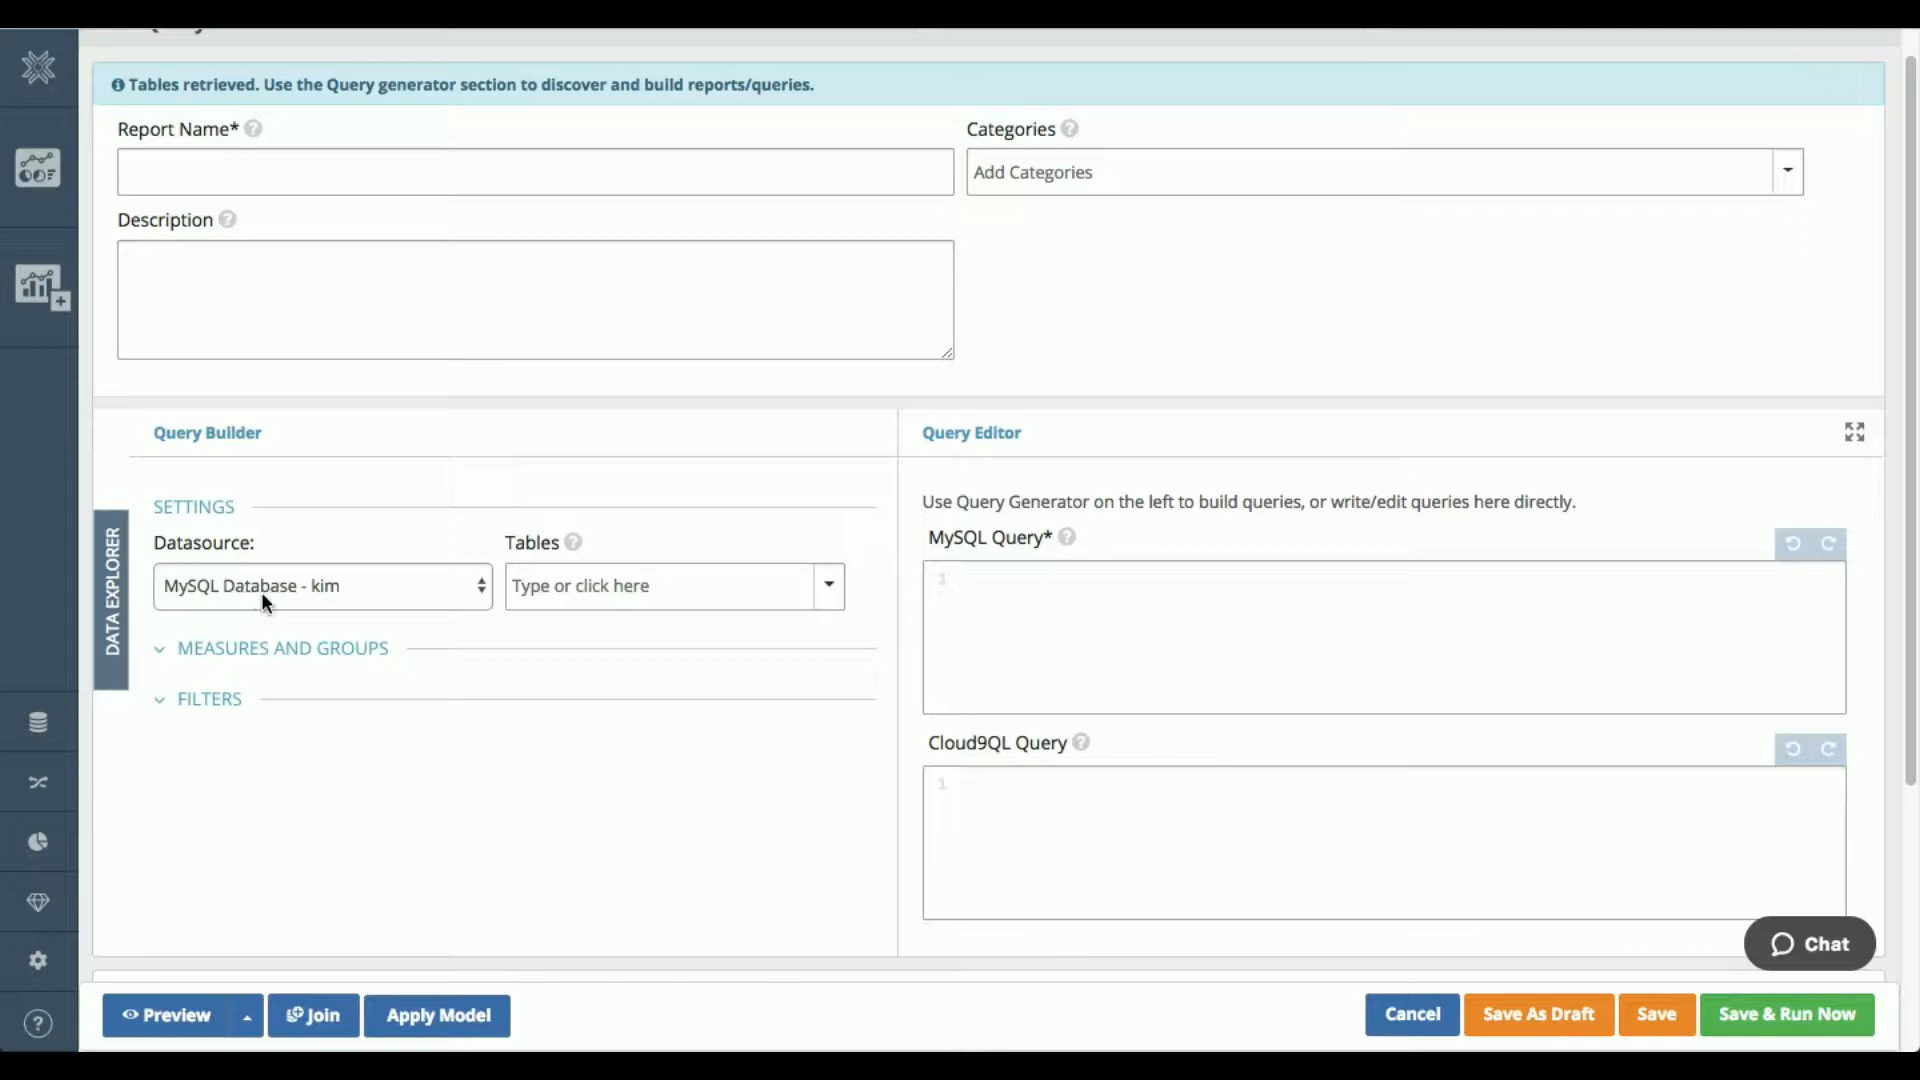 Tables retrieved. Use the Query generator section to discover and build reports/queries.
Report Name*
Categories
Add Categories
Description
Query Builder
Query Editor
SETTINGS
Use Query Generator on the left to build queries, or write/edit queries here directly.
Datasource:
Tables
MySQL Query*
MySQL Database - kim
Type or click here
1
DATA EXPLORER
MEASURES AND GROUPS
FILTERS
Cloud9QL Query
1
Chat
Preview
Join
Apply Model
Cancel
Save As Draft
Save
Save & Run Now